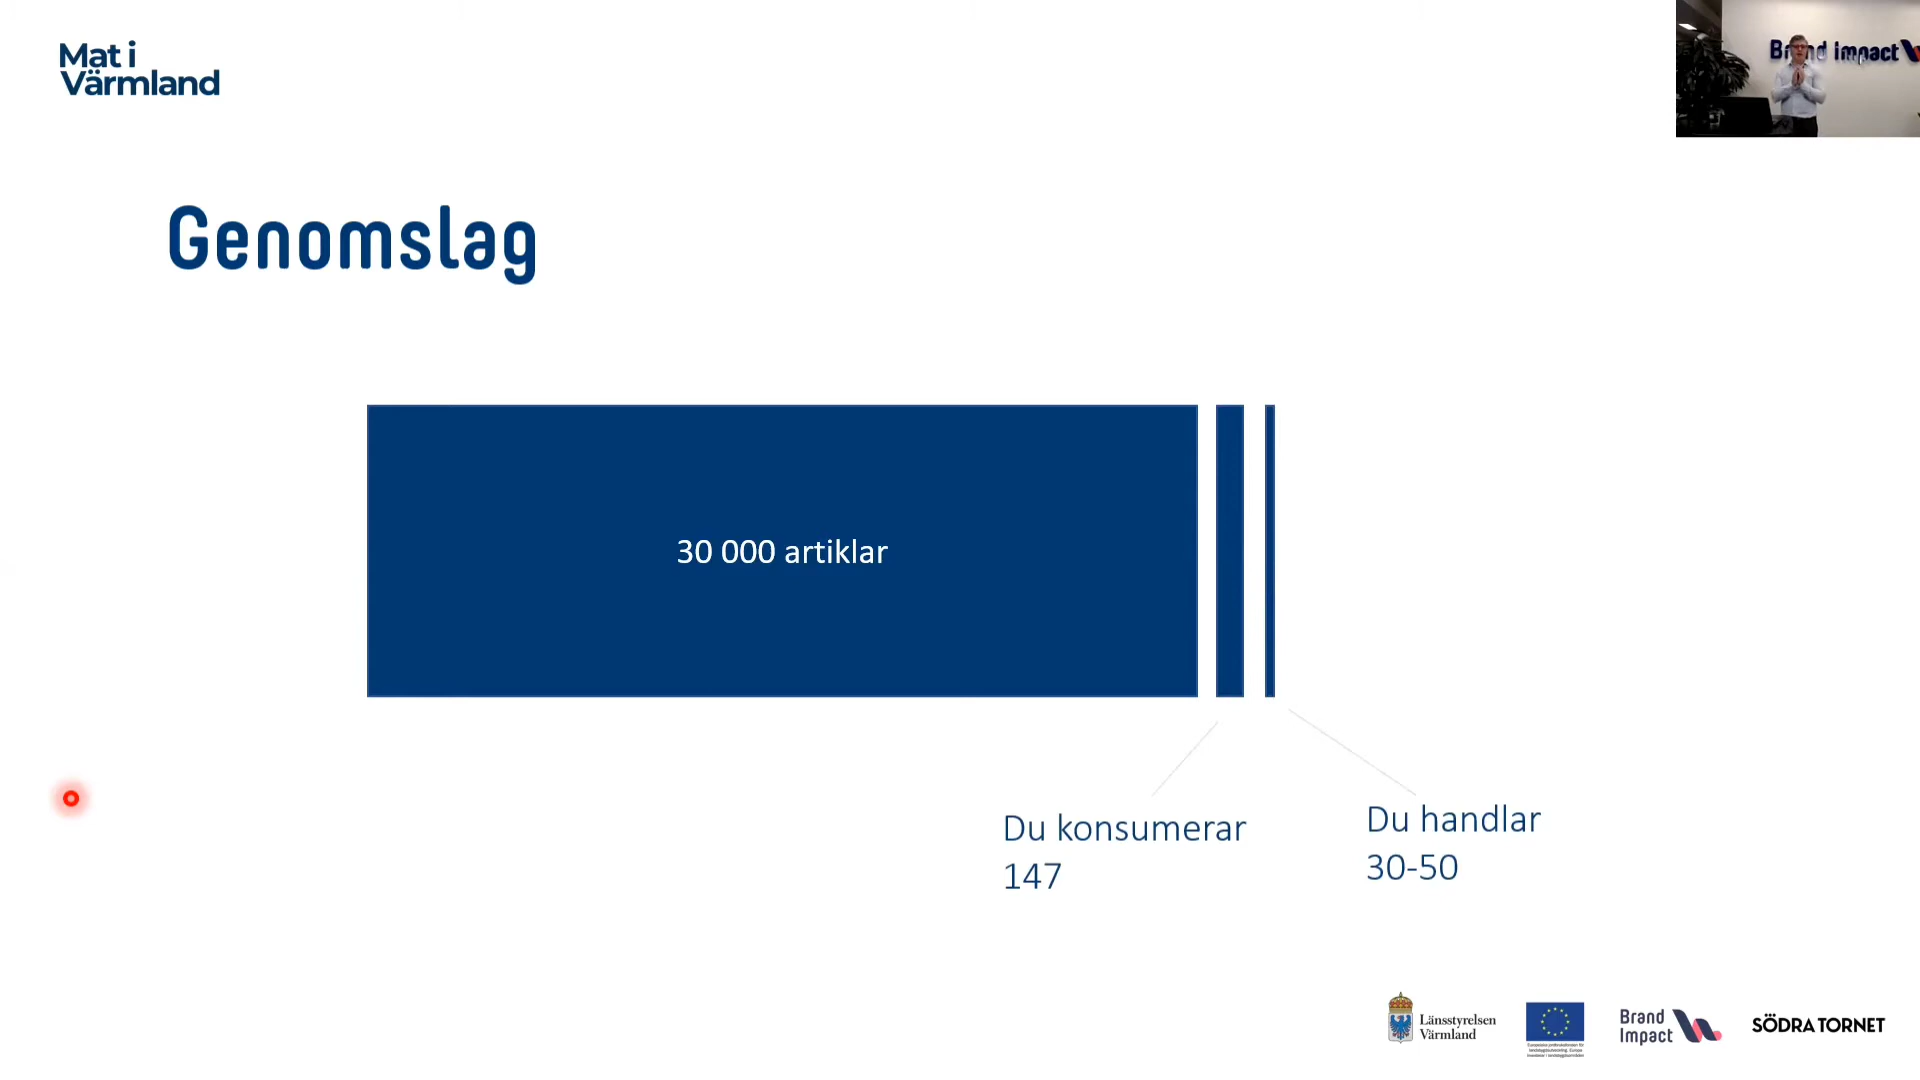 Mat i
Värmland
Brand impact
Genomslag
30 000 artiklar
Du konsumerar
147
Du handlar
30-50
Länsstyrelsen
Värmland
Brand
Impact
SÖDRA TORNET